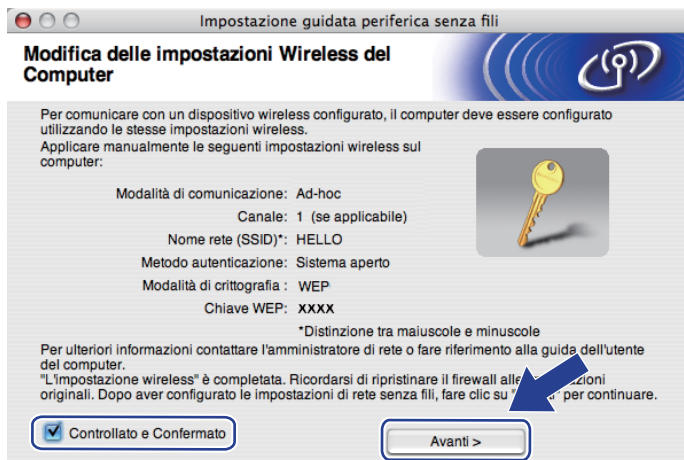 Impostazione guidata periferica senza fili
Modifica delle impostazioni Wireless del
Computer
Per comunicare con un dispositivo wireless configurato, il computer deve essere configurato
utilizzando le stesse impostazioni wireless.
Applicare manualmente le seguenti impostazioni wireless sul
computer:
Modalità di comunicazione: Ad-hoc
Canale: 1 (se applicabile)
Nome rete (SSID)*: HELLO
Metodo autenticazione: Sistema aperto
Modalità di crittografia : WEP
Chiave WEP: XXXX
*Distinzione tra maiuscole e minuscole
Per ulteriori informazioni contattare l'amministratore di rete o fare riferimento alla guida dell'utente
del computer.
"L'impostazione wireless" è completata. Ricordarsi di ripristinare il firewall alle
originali. Dopo aver configurato le impostazioni di rete senza fili, fare clic su per continuare.
Controllato e Confermato
Avanti >